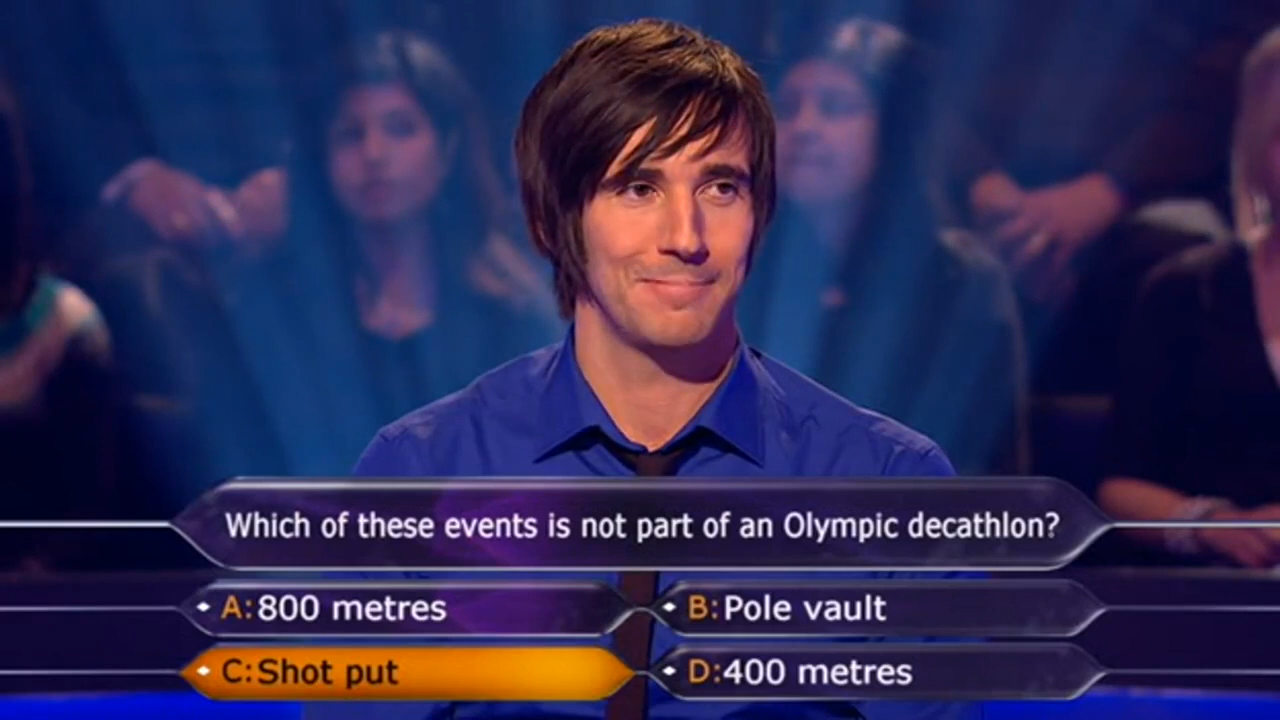 Which of these events is not part of an Olympic decathlon?
A: 800 metres
B: Pole vault
C: Shot put
D: 400 metres